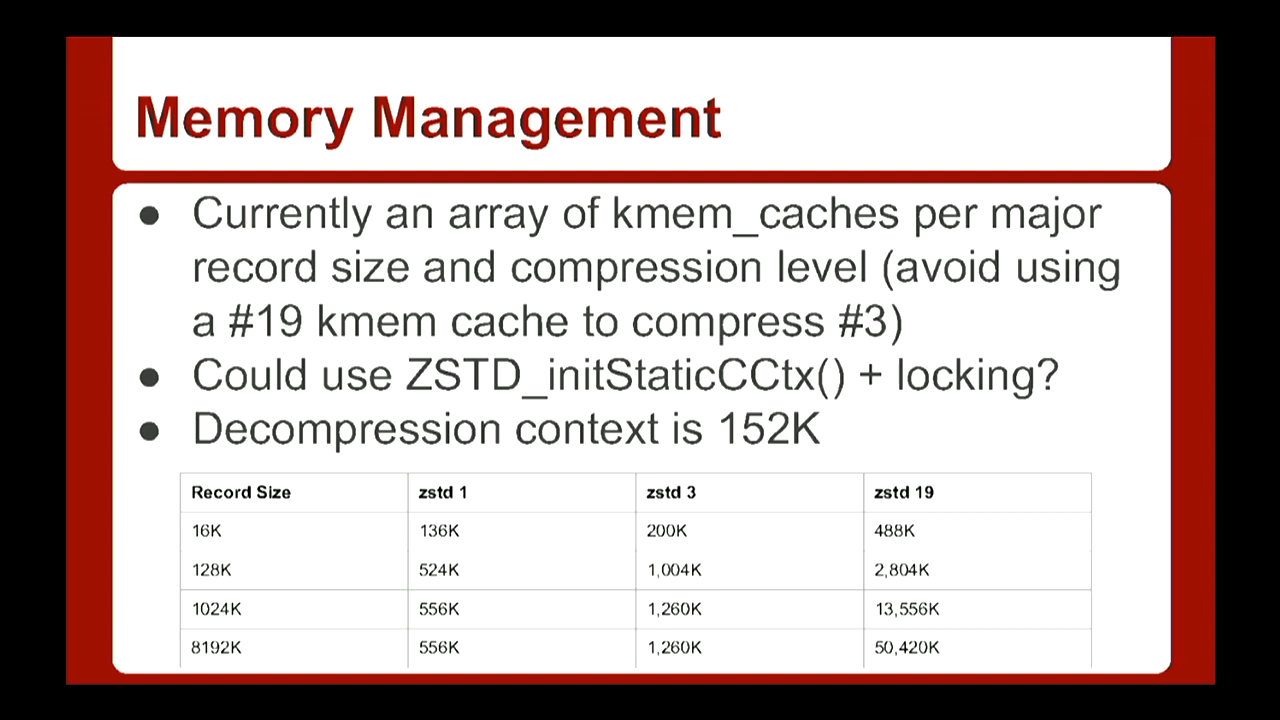 Memory Management
● Currently an array of kmem_caches per major
record size and compression level (avoid using
a #19 kmem cache to compress #3)
● Could use ZSTD_initStaticCCtx() + locking?
● Decompression context is 152K
Record Size zstd 1 zstd 3 zstd 19
16K 136K 200K 488K
128K 524K 1,004K 2,804K
1024K 556K 1,260K 13,556K
8192K 556K 1,260K 50,420K